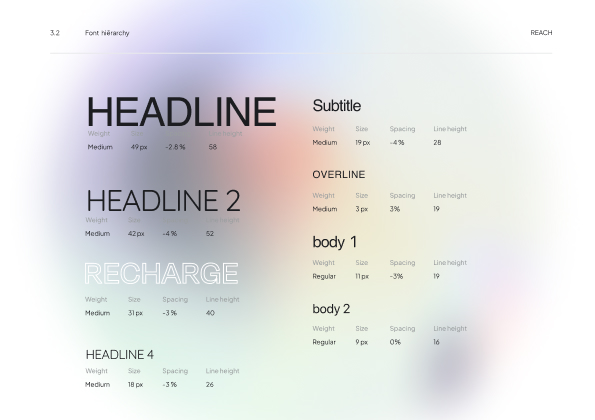 3.2 Font hiêrarchy REACH
HEADLINE
Weight Size Line height
Medium 49 px -2.8 % 58
HEADLINE 2
Weight Size Spacing Line height
Medium 42 px -4 % 52
RECHARGE
Weight Size Spacing Line height
Medium 31 px -3 % 40
HEADLINE 4
Weight Size Spacing Line height
Medium 18 px -3 % 26
Subtitle
Weight Size Spacing Line height
Medium 19 px -4 % 28
OVERLINE
Weight Size Spacing Line height
Medium 3 px 3% 19
body 1
Weight Size Spacing Line height
Regular 11 px -3% 19
body 2
Weight Size Spacing Line height
Regular 9 px 0% 16